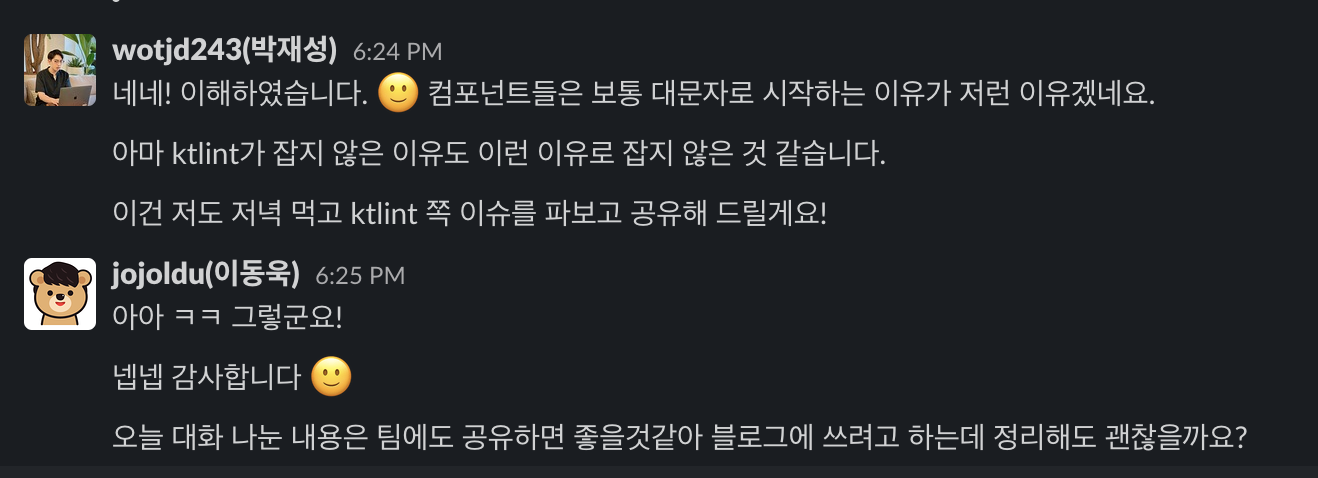 wotjd243(박재성) 6:24 PM
네네! 이해하였습니다. 🙂 컴포넌트들은 보통 대문자로 시작하는 이유가 저런 이유겠네요.
아마 ktlint가 잡지 않은 이유도 이런 이유로 잡지 않은 것 같습니다.
이건 저도 저녁 먹고 ktlint 쪽 이슈를 파보고 공유해 드릴게요!
jojoldu(이동욱) 6:25 PM
아아 ㅋㅋ 그렇군요!
넵넵 감사합니다 🙂
오늘 대화 나눈 내용은 팀에도 공유하면 좋을것같아 블로그에 쓰려고 하는데 정리해도 괜찮을까요?